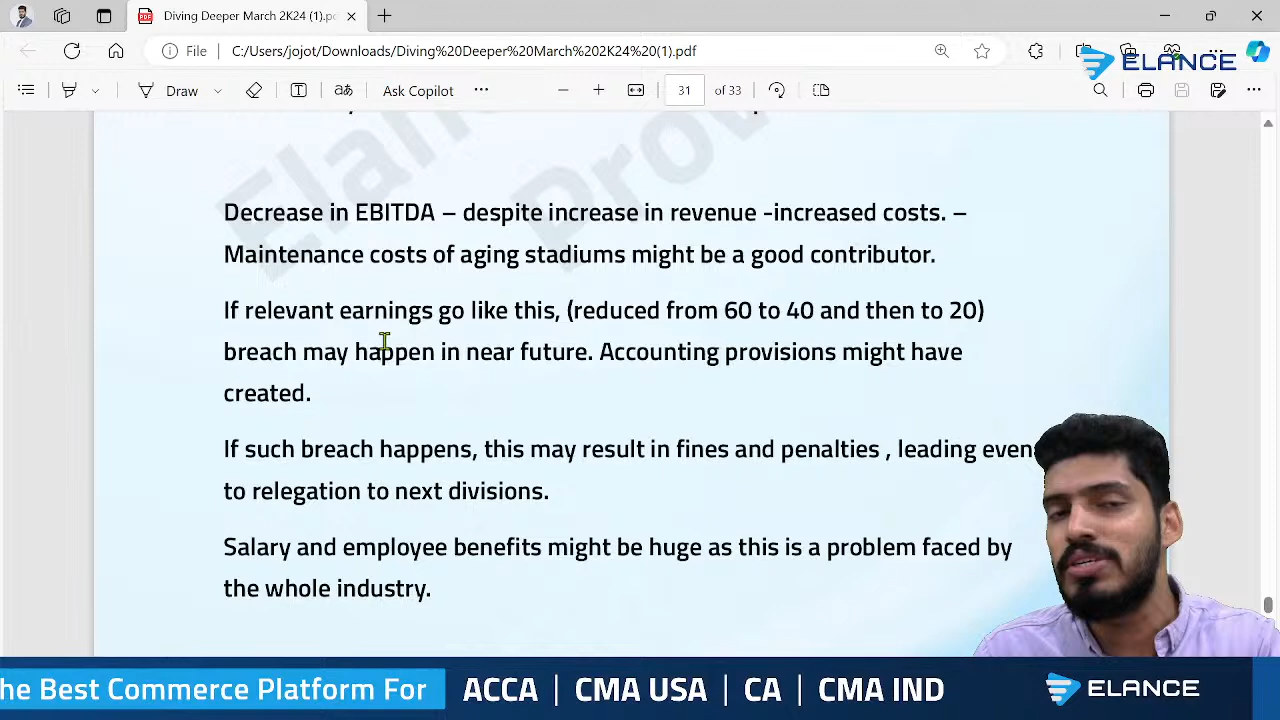 Diving Deeper March 2K24 (1).p
File
C:/Users/jojot/Downloads/Diving%20Deeper%20March%202K24%20(1).pdf
ELANCE
Draw
Ask Copilot
31
of 33
Elance
Prov
Decrease in EBITDA – despite increase in revenue -increased costs. –
Maintenance costs of aging stadiums might be a good contributor.
If relevant earnings go like this, (reduced from 60 to 40 and then to 20)
breach may happen in near future. Accounting provisions might have
created.
If such breach happens, this may result in fines and penalties , leading even
to relegation to next divisions.
Salary and employee benefits might be huge as this is a problem faced by
the whole industry.
he Best Commerce Platform For
ACCA | CMA USA | CA | CMA IND
ELANCE